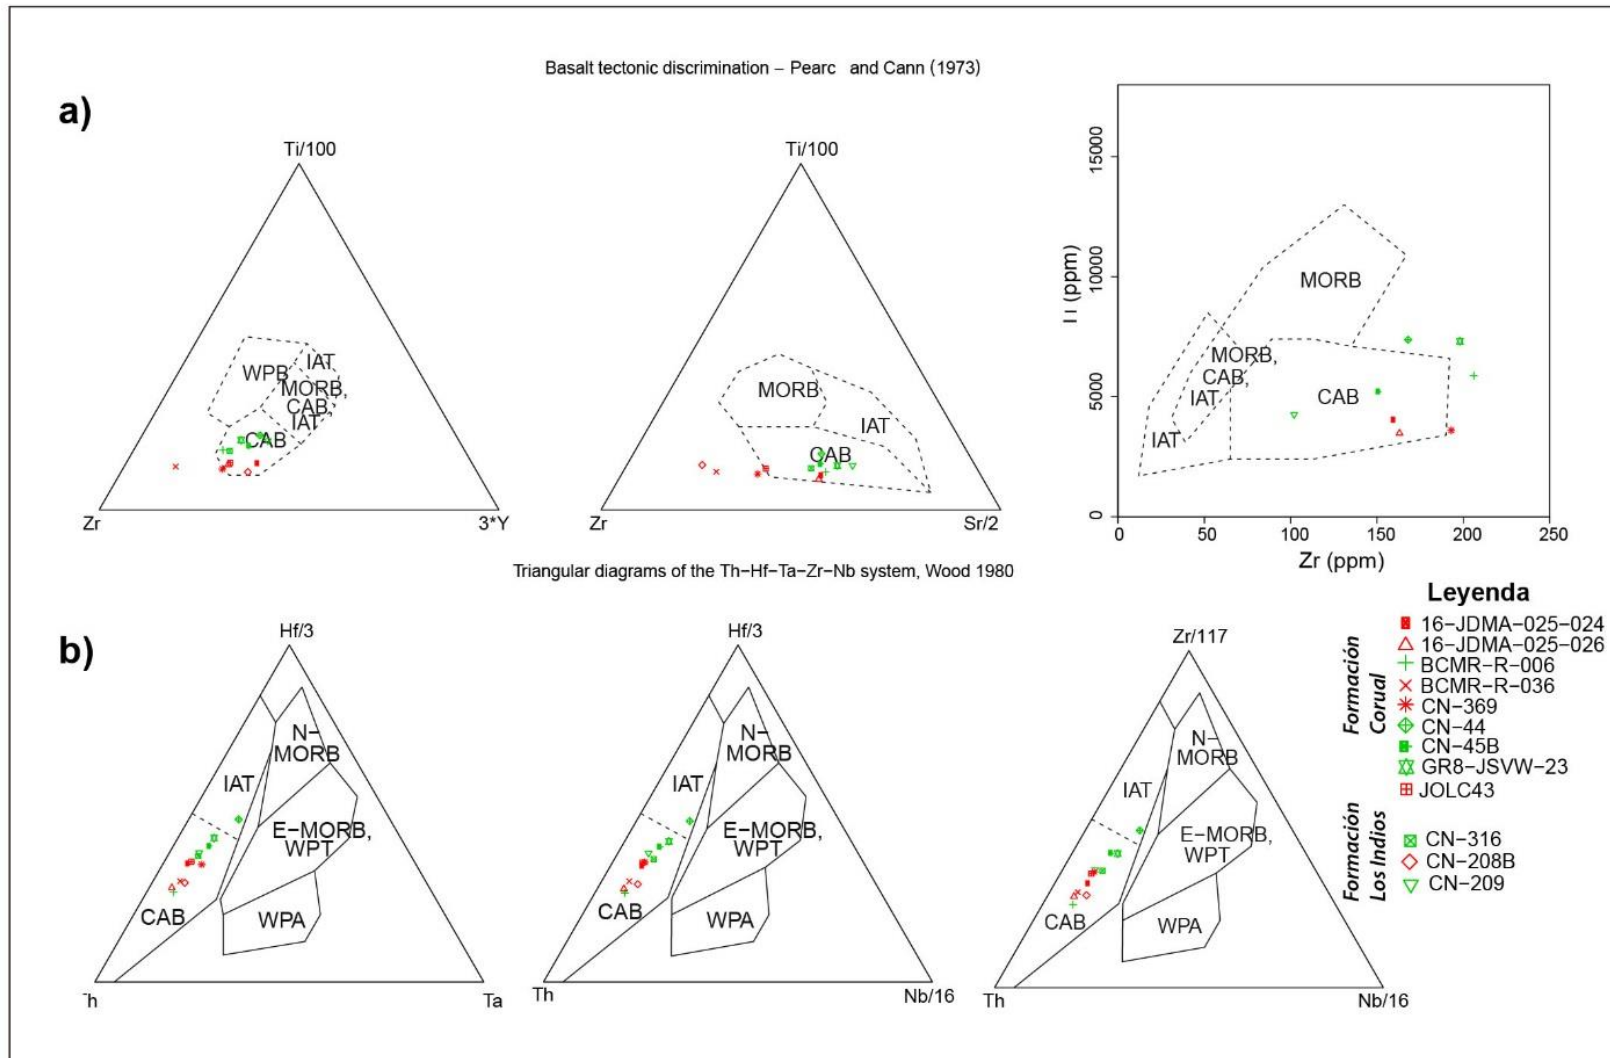 Basalt tectonic discrimination – Pearc and Cann (1973)
a)
Ti/100
WPB
IAT
MORB,
CAB,
IAT
CAB
Zr
3*Y
Ti/100
MORB
IAT
CAB
Zr
Sr/2
15000
10000
5000
0
(ppm)
MORB
MORB,
CAB,
IAT
IAT
CAB
0
50
100
150
200
250
Zr (ppm)
Triangular diagrams of the Th–Hf–Ta–Zr–Nb system, Wood 1980
b)
Hf/3
N–
MORB
IAT
E–MORB,
WPT
CAB
WPA
h
Ta
Hf/3
N–
MORB
IAT
E–MORB,
WPT
CAB
WPA
Th
Nb/16
Zr/117
N–
MORB
IAT
E–MORB,
WPT
CAB
WPA
Th
Nb/16
Leyenda
Formación
Corual
16–JDMA–025–024
16–JDMA–025–026
BCMR–R–006
BCMR–R–036
CN–369
CN–44
CN–45B
GR8–JSVW–23
JOLC43
Formación
Los Indios
CN–316
CN–208B
CN–209